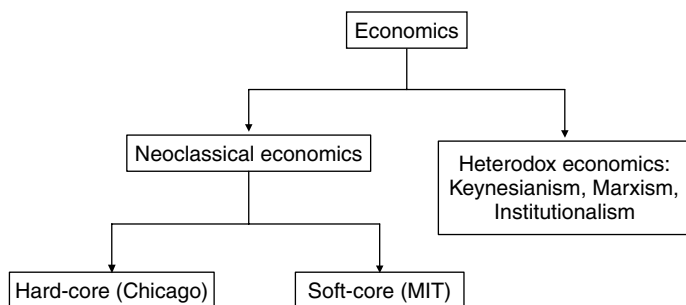 Economics
Neoclassical economics
Heterodox economics:
Keynesianism, Marxism,
Institutionalism
Hard-core (Chicago)
Soft-core (MIT)